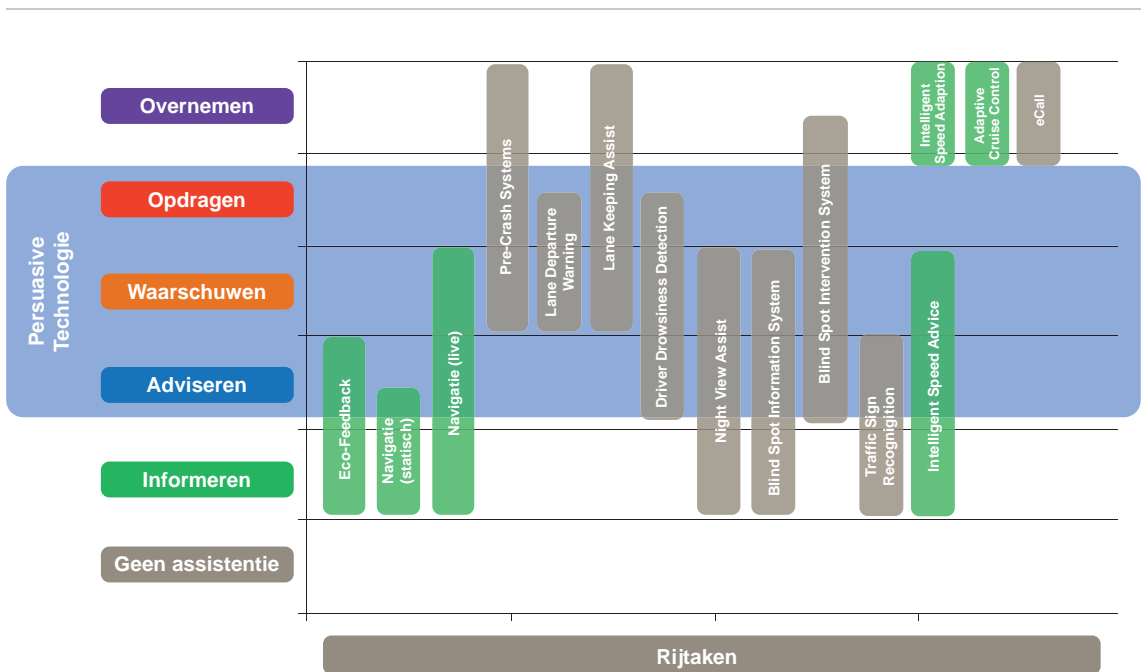 Overnemen
Opdragen
Waarschuwen
Adviseren
Informeren
Geen assistentie
Persuasive
Technologie
Eco-Feedback
Navigatie
(statisch)
Navigatie (live)
Pre-Crash Systems
Lane Departure
Warning
Lane Keeping Assist
Driver Drowsiness Detection
Night View Assist
Blind Spot Information System
Blind Spot Intervention System
Traffic Sign
Recognigition
Intelligent
Speed Adaption
Intelligent Speed Advice
Adaptive
Cruise Control
eCall
Rijtaken